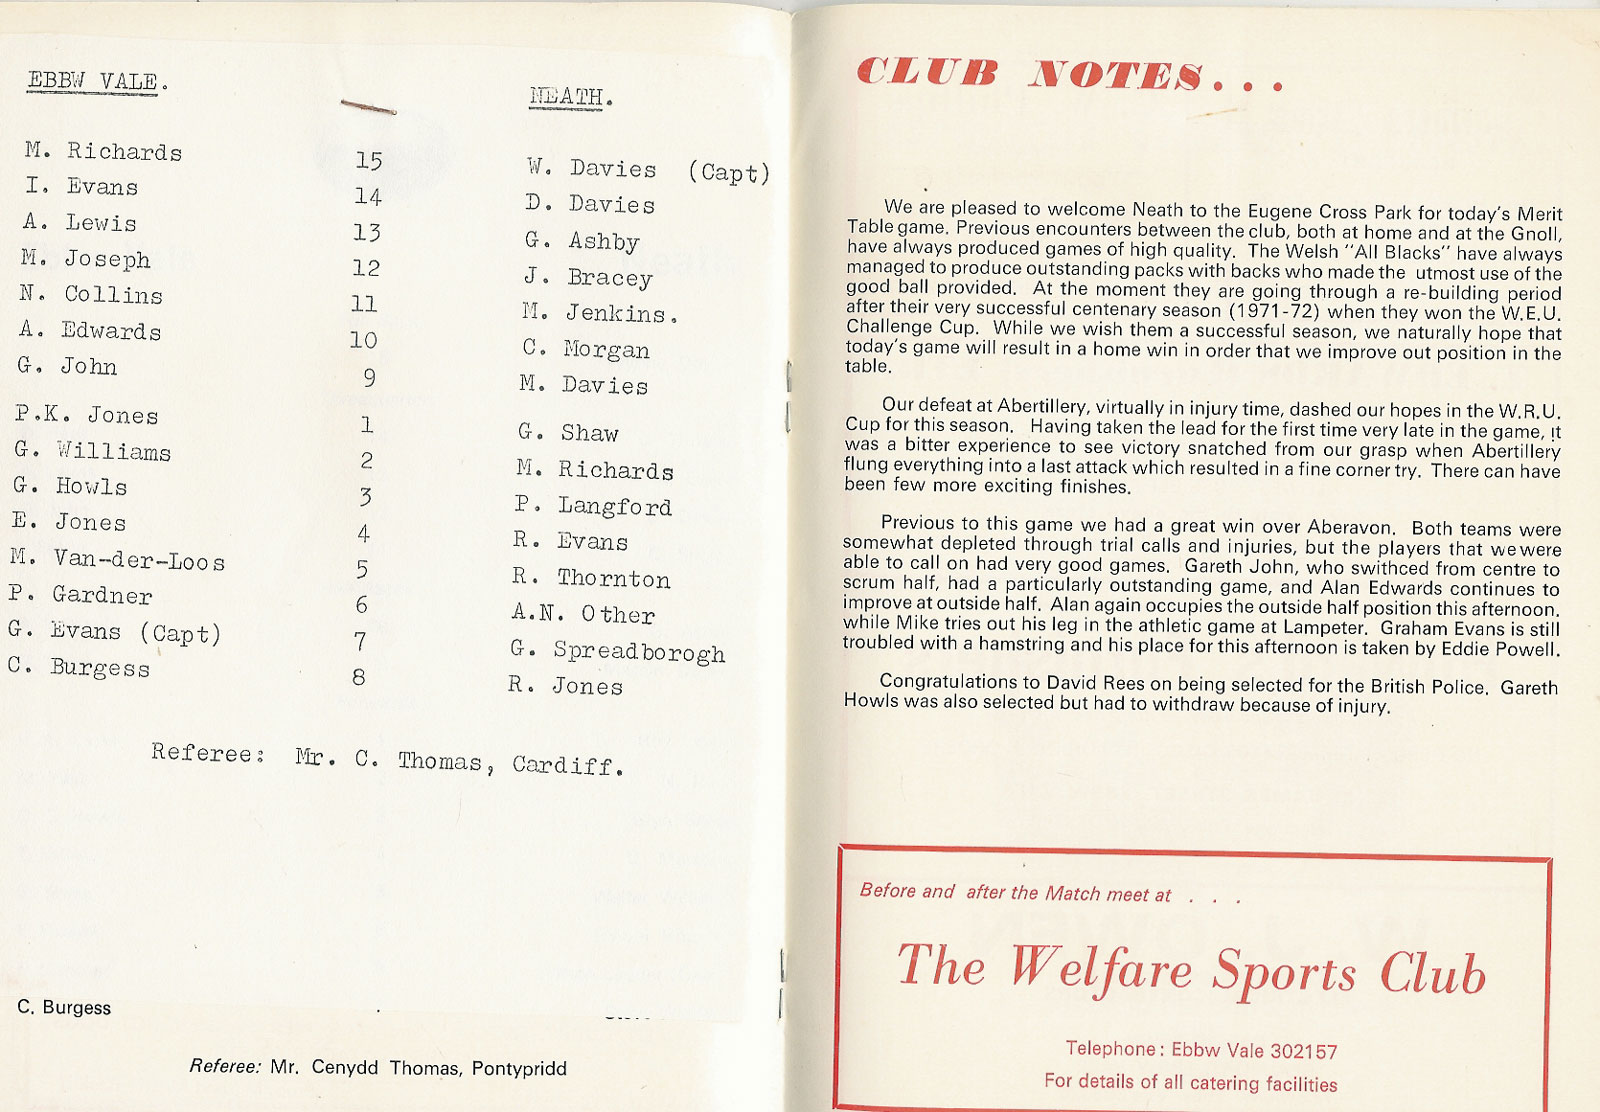 EBBW VALE.
NEATH.
M. Richards 15 W. Davies (Capt)
I. Evans 14 D. Davies
A. Lewis 13 G. Ashby
M. Joseph 12 J. Bracey
N. Collins 11 M. Jenkins.
A. Edwards 10 C. Morgan
G. John 9 M. Davies
P.K. Jones 1 G. Shaw
G. Williams 2 M. Richards
G. Howls 3 P. Langford
E. Jones 4 R. Evans
M. Van-der-Loos 5 R. Thornton
P. Gardner 6 A.N. Other
G. Evans (Capt) 7 G. Spreadborogh
C. Burgess 8 R. Jones
Referee: Mr. C. Thomas, Cardiff.
C. Burgess
Referee: Mr. Cenydd Thomas, Pontypridd
CLUB NOTES...
We are pleased to welcome Neath to the Eugene Cross Park for today's Merit
Table game. Previous encounters between the club, both at home and at the Gnoll,
have always produced games of high quality. The Welsh "All Blacks" have always
managed to produce outstanding packs with backs who made the utmost use of the
good ball provided. At the moment they are going through a re-building period
after their very successful centenary season (1971-72) when they won the W.E.U.
Challenge Cup. While we wish them a successful season, we naturally hope that
today's game will result in a home win in order that we improve out position in the
table.
Our defeat at Abertillery, virtually in injury time, dashed our hopes in the W.R.U.
Cup for this season. Having taken the lead for the first time very late in the game, it
was a bitter experience to see victory snatched from our grasp when Abertillery
flung everything into a last attack which resulted in a fine corner try. There can have
been few more exciting finishes.
Previous to this game we had a great win over Aberavon. Both teams were
somewhat depleted through trial calls and injuries, but the players that we were
able to call on had very good games. Gareth John, who swithced from centre to
scrum half, had a particularly outstanding game, and Alan Edwards continues to
improve at outside half. Alan again occupies the outside half position this afternoon.
while Mike tries out his leg in the athletic game at Lampeter. Graham Evans is still
troubled with a hamstring and his place for this afternoon is taken by Eddie Powell.
Congratulations to David Rees on being selected for the British Police. Gareth
Howls was also selected but had to withdraw because of injury.
Before and after the Match meet at . . .
The Welfare Sports Club
Telephone: Ebbw Vale 302157
For details of all catering facilities